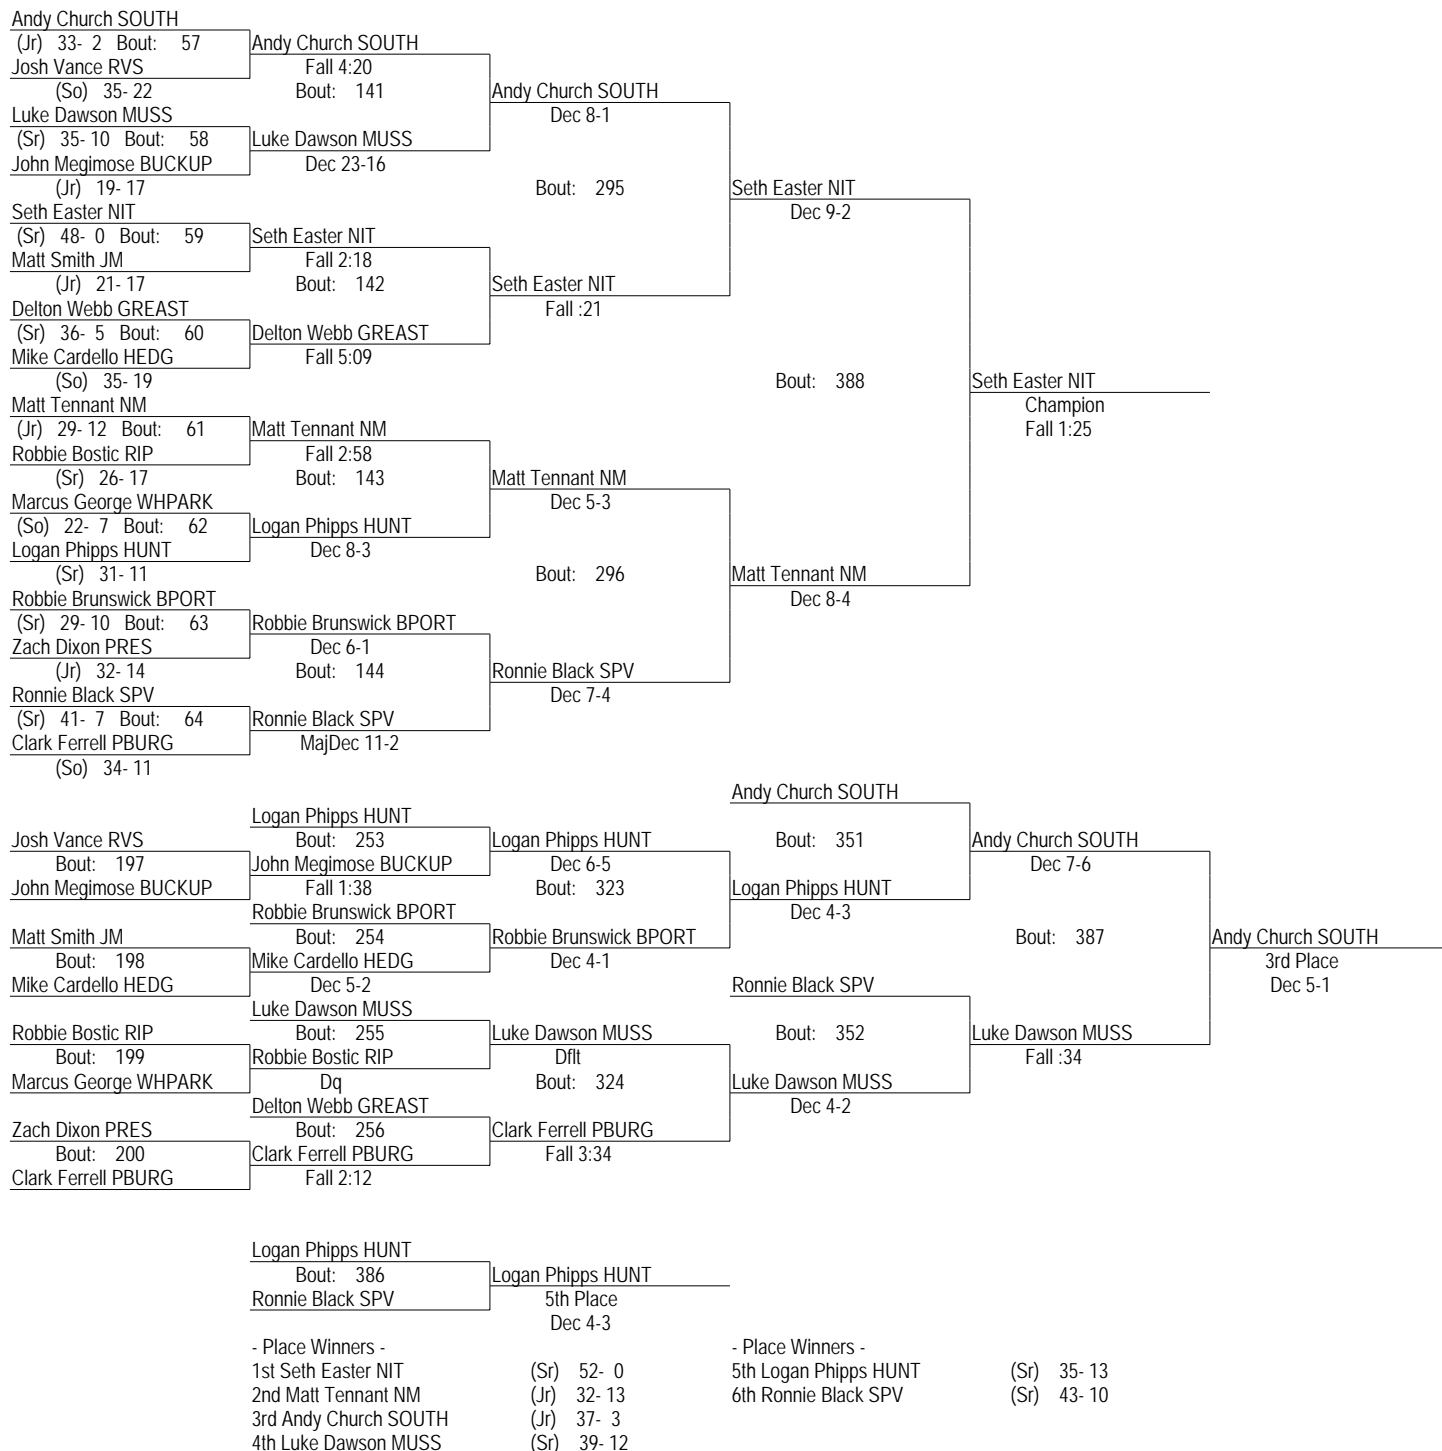 Andy Church SOUTH
(Jr) 33- 2 Bout: 57 Andy Church SOUTH
Josh Vance RVS Fall 4:20
(So) 35- 22 Bout: 141 Andy Church SOUTH
Luke Dawson MUSS Dec 8-1
(Sr) 35- 10 Bout: 58 Luke Dawson MUSS
John Megimose BUCKUP Dec 23-16
(Jr) 19- 17 Bout: 295 Seth Easter NIT
Seth Easter NIT Dec 9-2
(Sr) 48- 0 Bout: 59 Seth Easter NIT
Matt Smith JM Fall 2:18
(Jr) 21- 17 Bout: 142 Seth Easter NIT
Delton Webb GREAST Fall :21
(Sr) 36- 5 Bout: 60 Delton Webb GREAST
Mike Cardello HEDG Fall 5:09
(So) 35- 19 Bout: 388 Seth Easter NIT
Matt Tennant NM Champion
(Jr) 29- 12 Bout: 61 Matt Tennant NM Fall 1:25
Robbie Bostic RIP Fall 2:58
(Sr) 26- 17 Bout: 143 Matt Tennant NM
Marcus George WHPARK Dec 5-3
(So) 22- 7 Bout: 62 Logan Phipps HUNT
Logan Phipps HUNT Dec 8-3
(Sr) 31- 11 Bout: 296 Matt Tennant NM
Robbie Brunswick BPORT Dec 8-4
(Sr) 29- 10 Bout: 63 Robbie Brunswick BPORT
Zach Dixon PRES Dec 6-1
(Jr) 32- 14 Bout: 144 Ronnie Black SPV
Ronnie Black SPV Dec 7-4
(Sr) 41- 7 Bout: 64 Ronnie Black SPV
Clark Ferrell PBURG MajDec 11-2
(So) 34- 11
Andy Church SOUTH
Logan Phipps HUNT
Josh Vance RVS Bout: 253 Logan Phipps HUNT Bout: 351 Andy Church SOUTH
Bout: 197 John Megimose BUCKUP Dec 6-5 Dec 7-6
John Megimose BUCKUP Fall 1:38 Bout: 323 Logan Phipps HUNT
Robbie Brunswick BPORT Dec 4-3
Matt Smith JM Bout: 254 Robbie Brunswick BPORT Bout: 387 Andy Church SOUTH
Bout: 198 Mike Cardello HEDG Dec 4-1 3rd Place
Mike Cardello HEDG Dec 5-2 Ronnie Black SPV Dec 5-1
Luke Dawson MUSS
Robbie Bostic RIP Bout: 255 Luke Dawson MUSS Bout: 352 Luke Dawson MUSS
Bout: 199 Robbie Bostic RIP Dflt Fall :34
Marcus George WHPARK Dq Bout: 324 Luke Dawson MUSS
Delton Webb GREAST Dec 4-2
Zach Dixon PRES Bout: 256 Clark Ferrell PBURG
Bout: 200 Clark Ferrell PBURG Fall 3:34
Clark Ferrell PBURG Fall 2:12
Logan Phipps HUNT
Bout: 386 Logan Phipps HUNT
Ronnie Black SPV 5th Place
Dec 4-3
- Place Winners - - Place Winners -
1st Seth Easter NIT (Sr) 52- 0 5th Logan Phipps HUNT (Sr) 35- 13
2nd Matt Tennant NM (Jr) 32- 13 6th Ronnie Black SPV (Sr) 43- 10
3rd Andy Church SOUTH (Jr) 37- 3
4th Luke Dawson MUSS (Sr) 39- 12